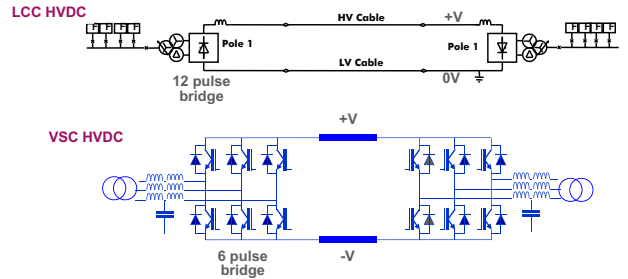 LCC HVDC
F F F F
HV Cable
+V
F F F F
Pole 1
Pole 1
LV Cable
0V
12 pulse
bridge
VSC HVDC
+V
6 pulse
bridge
-V